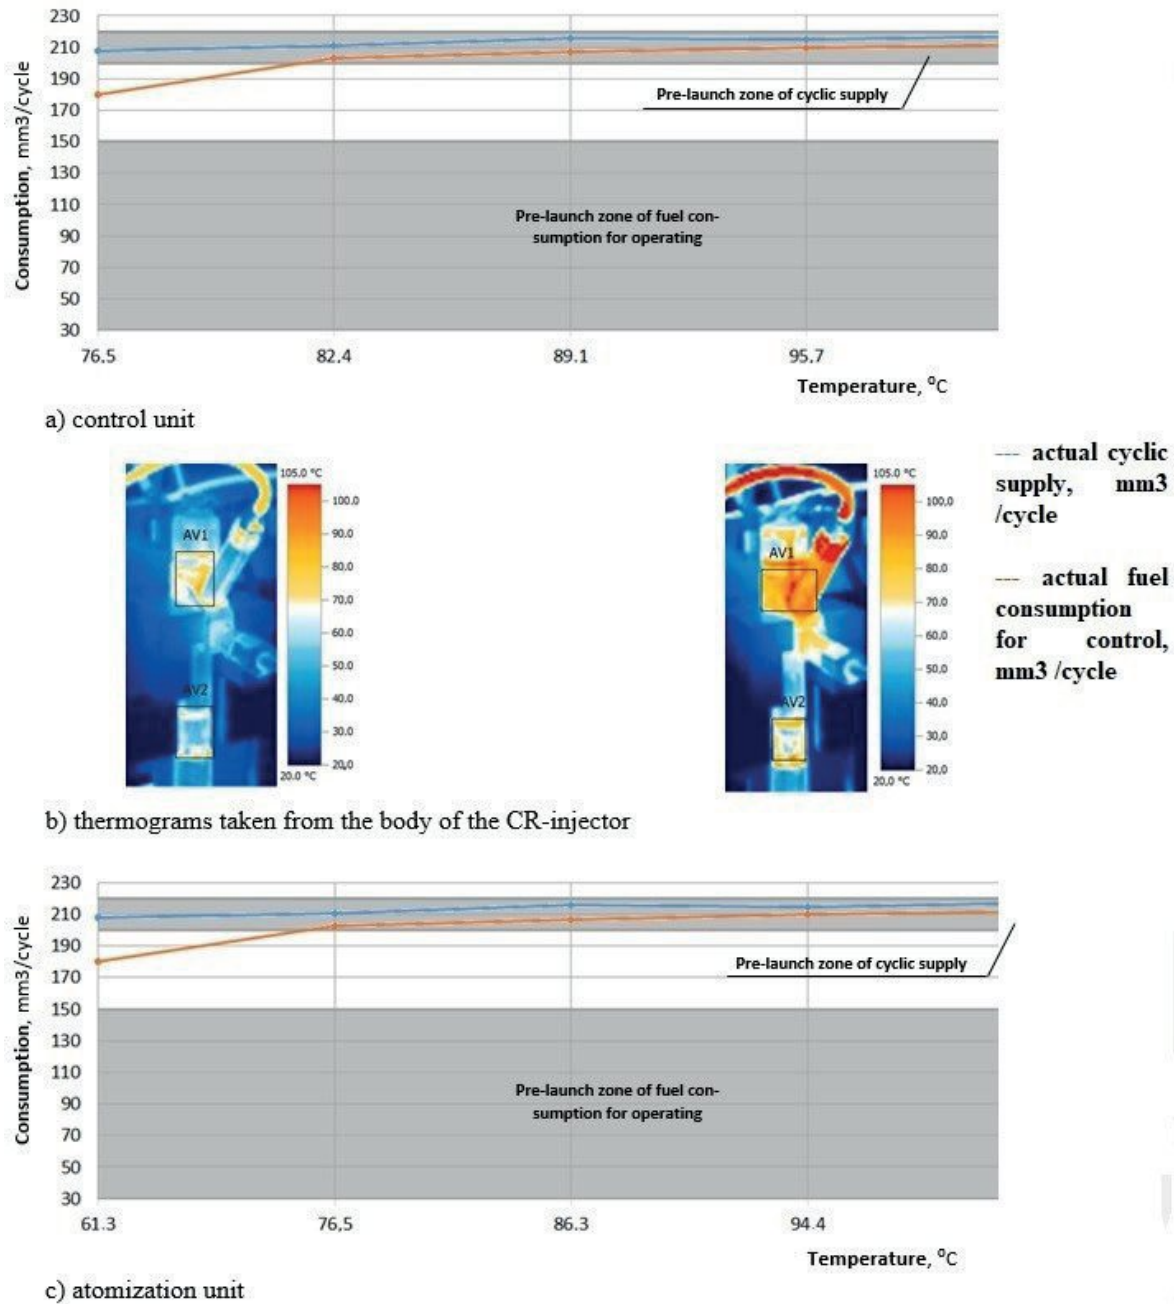 230
210
190
170
150
130
110
90
70
50
30
Consumption, mm3/cycle
Pre-launch zone of cyclic supply
Pre-launch zone of fuel con-
sumption for operating
76.5 82.4 89.1 95.7
Temperature, ⁰C
a) control unit
105.0 °C
100.0
90.0
80.0
70.0
60.0
50.0
40.0
30.0
20,0
20.0 °C
AV1
AV2
105.0 °C
100.0
90.0
80.0
70.0
60.0
50.0
40.0
30.0
20,0
20,0 °C
AV1
AV2
--- actual cyclic
supply, mm3
/cycle
--- actual fuel
consumption
for control,
mm3 /cycle
b) thermograms taken from the body of the CR-injector
230
210
190
170
150
130
110
90
70
50
30
Consumption, mm3/cycle
Pre-launch zone of cyclic supply
Pre-launch zone of fuel con-
sumption for operating
61.3 76,5 86.3 94.4
Temperature, ⁰C
c) atomization unit